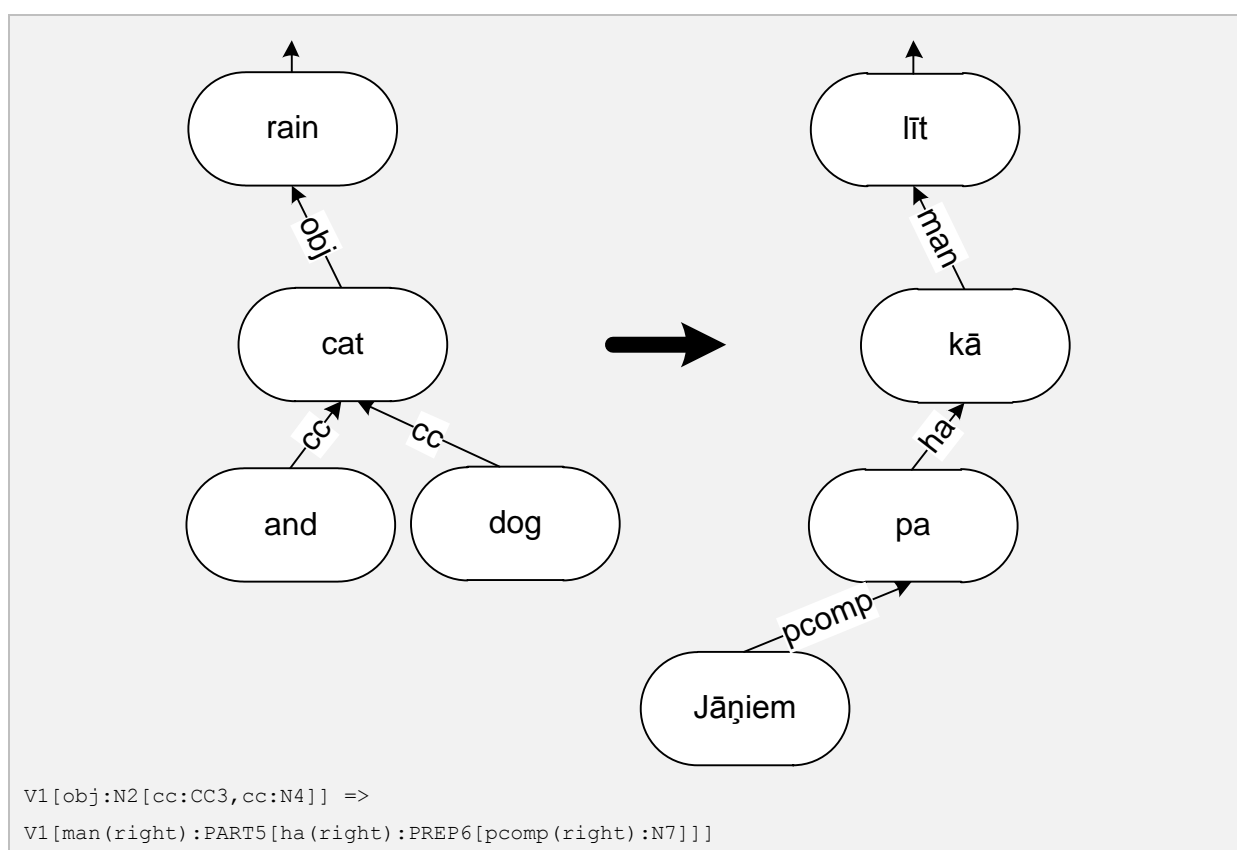 rain
līt
obj
man
cat
kā
cc
cc
ha
and
dog
pa
pcomp
Jāņiem
V1[obj:N2[cc:CC3,cc:N4]] =>
V1[man(right):PART5[ha(right):PREP6[pcomp(right):N7]]]